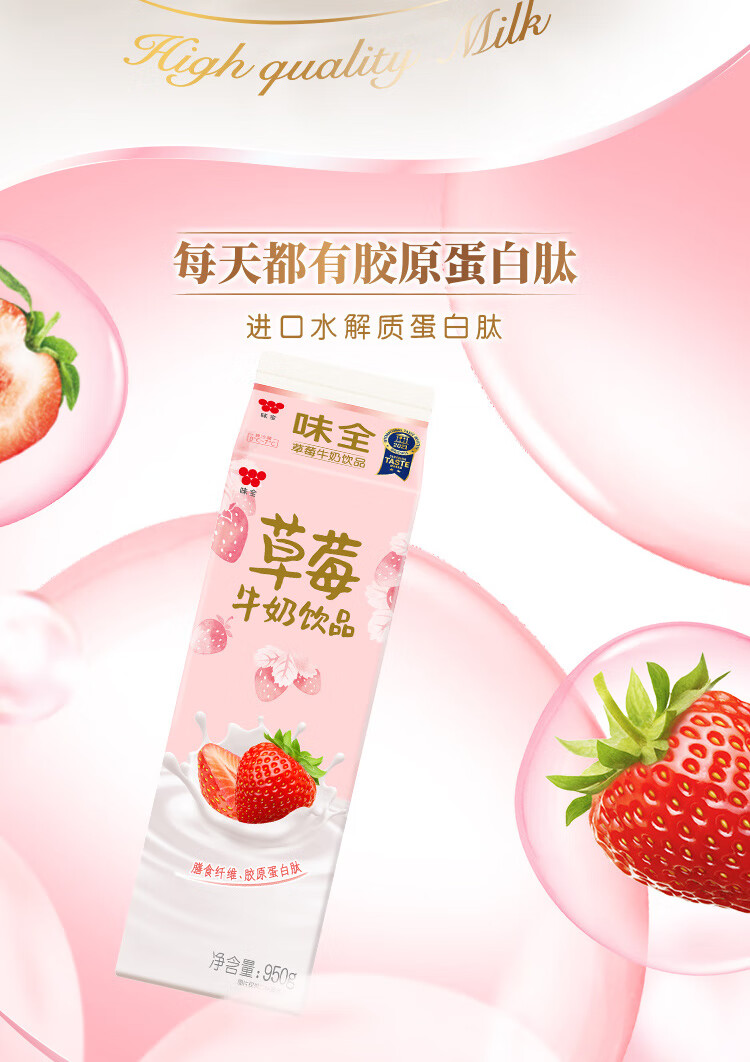 High quality Milk
每天都有胶原蛋白肽
进口水解质蛋白肽
味全
味全
草莓牛奶饮品
2023
TASTE
味全
草莓
牛奶饮品
膳食纤维、胶原蛋白肽
净含量:950g